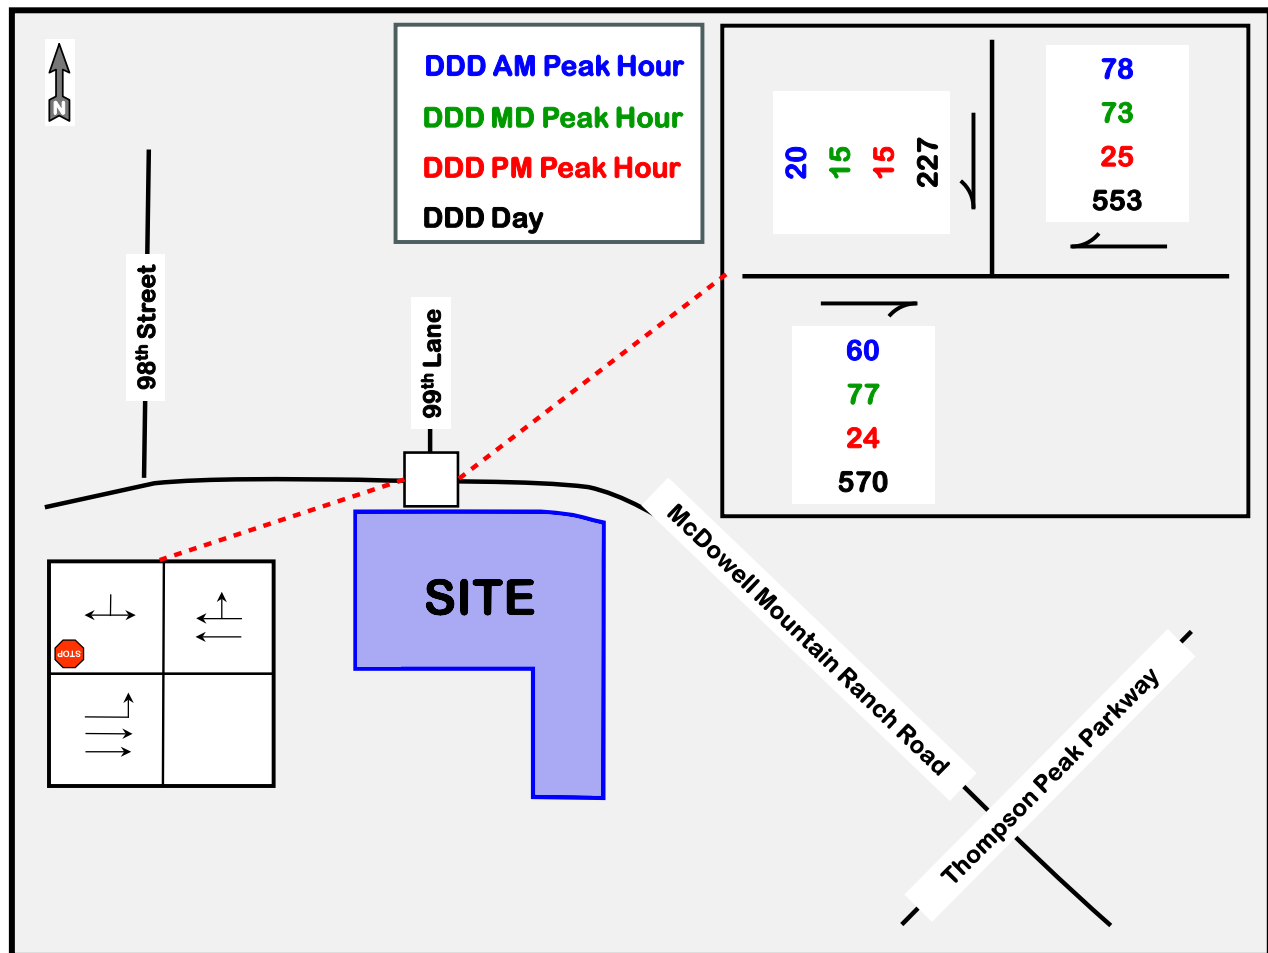 N
DDD AM Peak Hour
DDD MD Peak Hour
DDD PM Peak Hour
DDD Day
20
15
15
227
78
73
25
553
60
77
24
570
98th Street
99th Lane
SITE
STOP
McDowell Mountain Ranch Road
Thompson Peak Parkway